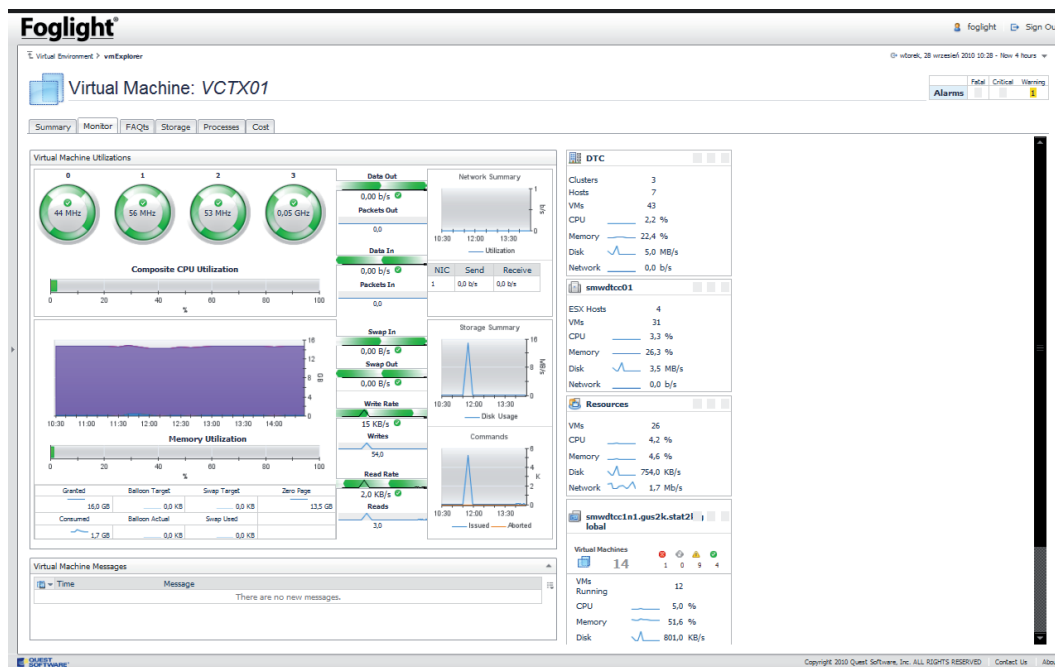 Foglight®
foglight Sign Ou
Virtual Environment > vmExplorer
wtorek, 28 wrzesień 2010 10:28 - Now 4 hours
Virtual Machine: VCTX01
Fatal Critical Warning
Alarms 1
Summary Monitor FAQts Storage Processes Cost
Virtual Machine Utilizations
0 1 2 3
44 MHz 56 MHz 53 MHz 0,05 GHz
Composite CPU Utilization
0 20 40 60 80 100
%
Data Out
0,00 b/s
Packets Out
0,0
Data In
0,00 b/s
Packets In
0,0
Network Summary
1
b/s
0
10:30 12:00 13:30
Utilization
NIC Send Receive
1 0,0 b/s 0,0 b/s
16
12
8
4
0
GB
10:30 11:00 11:30 12:00 12:30 13:00 13:30 14:00
Memory Utilization
0 20 40 60 80 100
%
Granted Balloon Target Swap Target Zero Page
16,0 GB 0,0 KB 0,0 KB 13,5 GB
Consumed Balloon Actual Swap Used
1,7 GB 0,0 KB 0,0 KB
Swap In
0,00 B/s
Swap Out
0,00 B/s
Write Rate
15 KB/s
Writes
54,0
Read Rate
2,0 KB/s
Reads
3,0
Storage Summary
16
8
0
MB/s
10:30 12:00 13:30
Disk Usage
Commands
6
4
2
0
K
10:30 12:00 13:30
Issued Aborted
Virtual Machine Messages
Time Message
There are no new messages.
DTC
Clusters 3
Hosts 7
VMs 43
CPU 2,2 %
Memory 22,4 %
Disk 5,0 MB/s
Network 0,0 b/s
smwdtcc01
ESX Hosts 4
VMs 31
CPU 3,3 %
Memory 26,3 %
Disk 3,5 MB/s
Network 0,0 b/s
Resources
VMs 26
CPU 4,2 %
Memory 4,6 %
Disk 754,0 KB/s
Network 1,7 Mb/s
smwdtcc1n1.gus2k.stat2
lobal
Virtual Machines
14
1 0 9 4
VMs
Running 12
CPU 5,0 %
Memory 51,6 %
Disk 801,0 KB/s
QUEST
SOFTWARE
Copyright 2010 Quest Software, Inc. ALL RIGHTS RESERVED Contact Us Abou